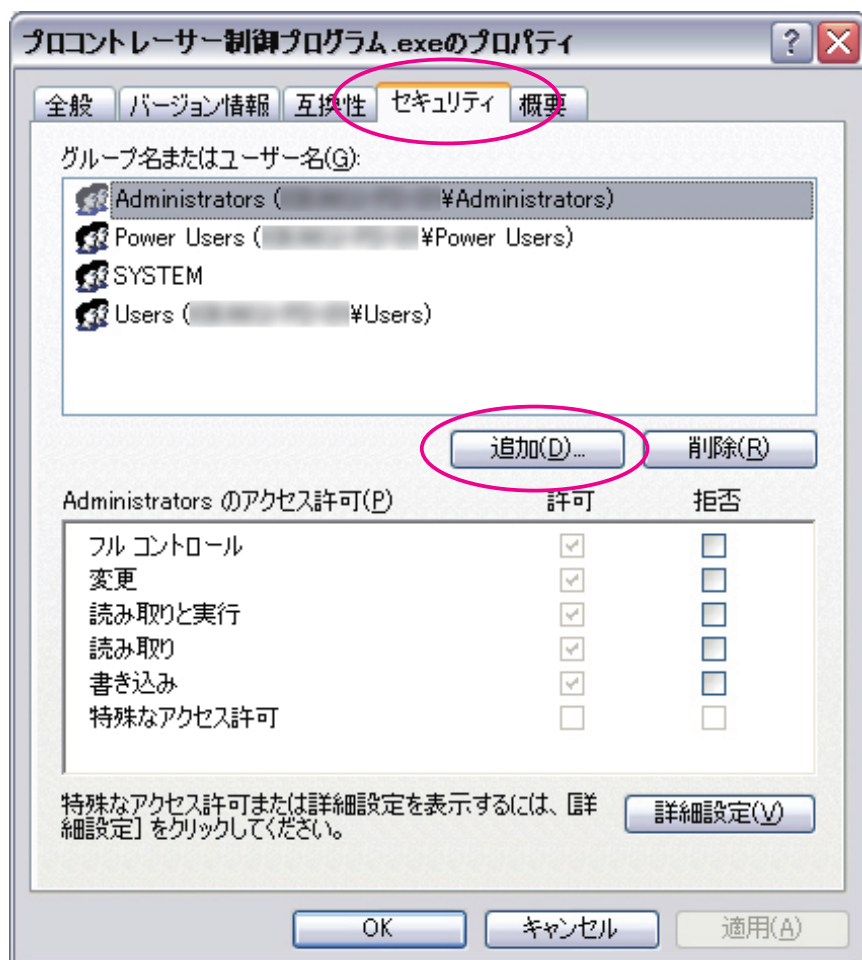 プロコントレーサー制御プログラム.exeのプロパティ
全般 バージョン情報 互換性 セキュリティ 概要
グループ名またはユーザー名(G):
Administrators ( ¥Administrators)
Power Users ( ¥Power Users)
SYSTEM
Users ( ¥Users)
追加(D)... 削除(R)
Administrators のアクセス許可(P) 許可 拒否
フル コントロール
変更
読み取りと実行
読み取り
書き込み
特殊なアクセス許可
特殊なアクセス許可または詳細設定を表示するには、[詳
細設定] をクリックしてください。
詳細設定(V)
OK キャンセル 適用(A)